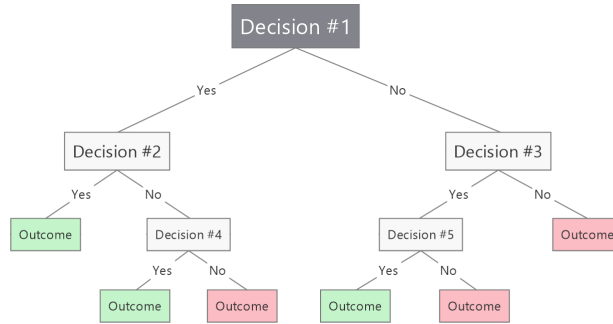 Decision #1
Yes
No
Decision #2
Decision #3
Yes
No
Yes
No
Outcome
Decision #4
Decision #5
Outcome
Yes
No
Yes
No
Outcome
Outcome
Outcome
Outcome